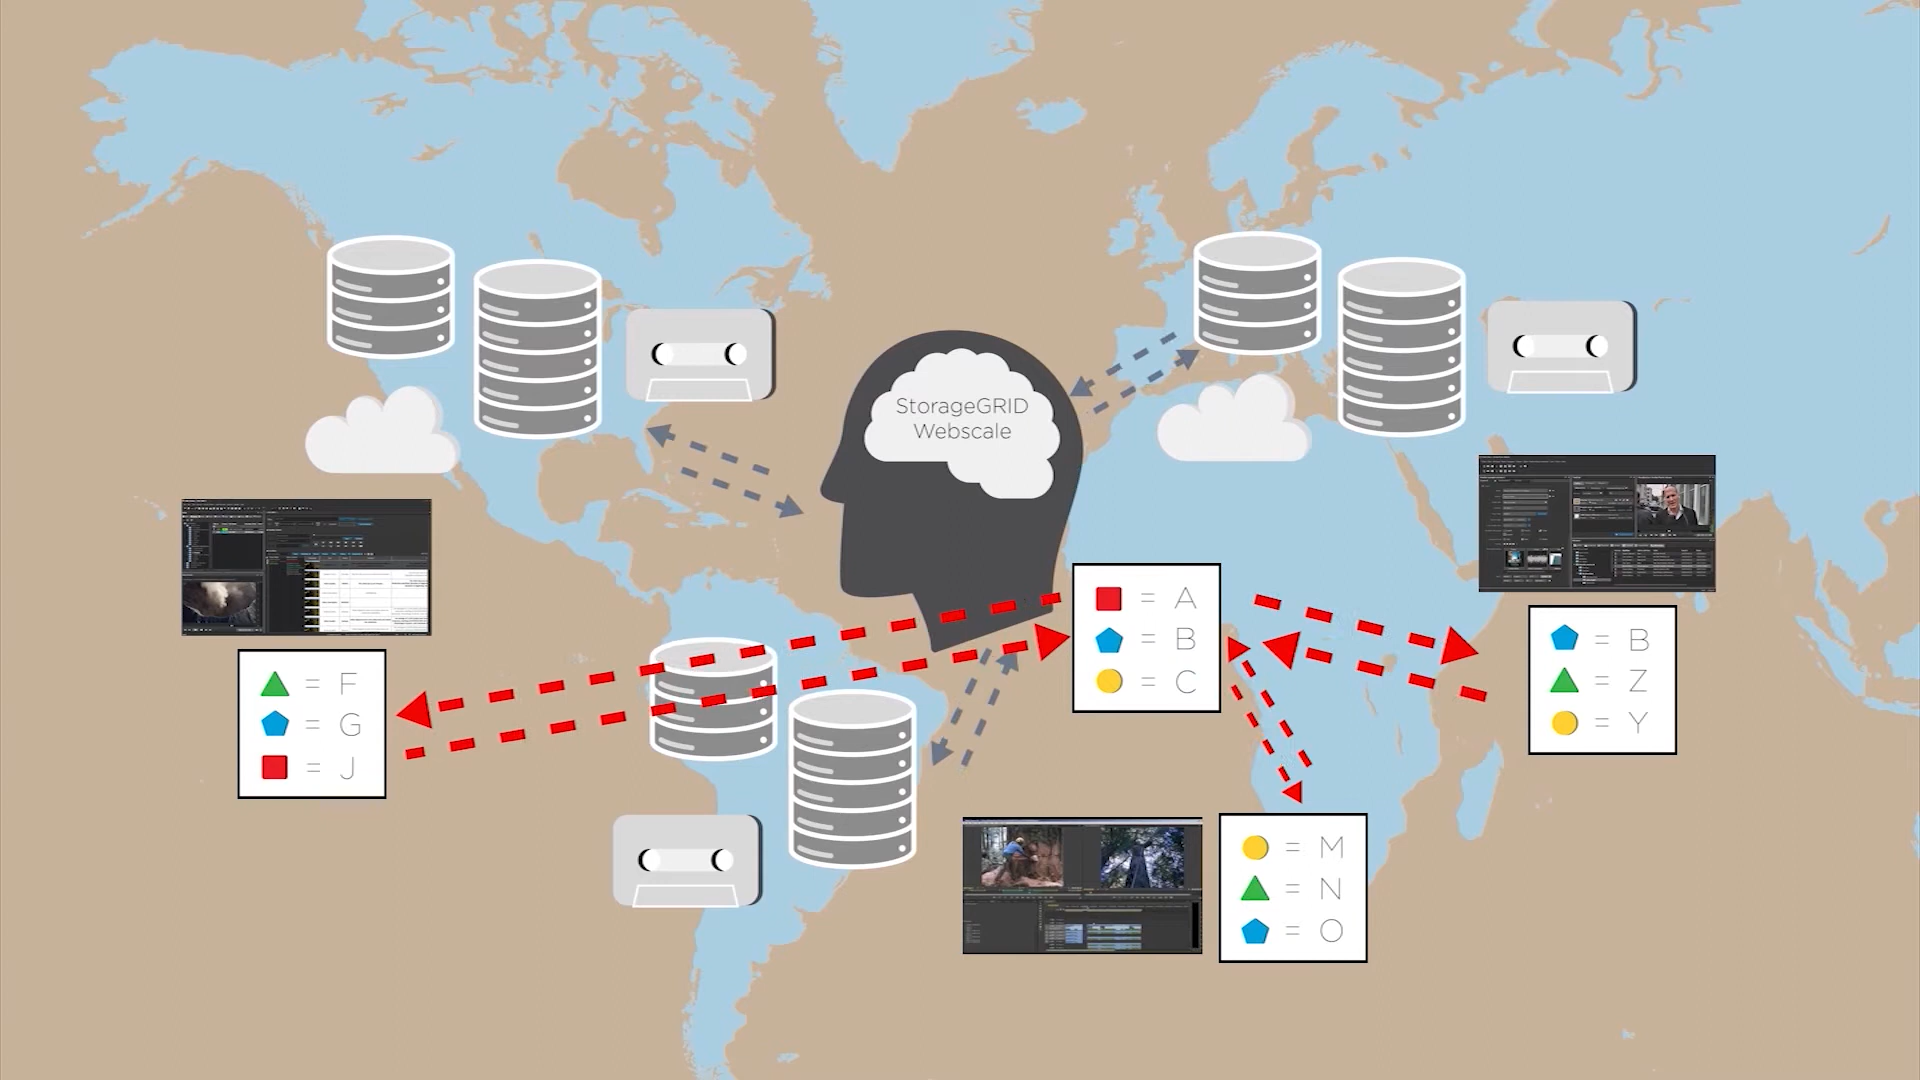 StorageGRID
Webscale
= A
= B
= C
= B
= Z
= Y
= F
= G
= J
= M
= N
= O